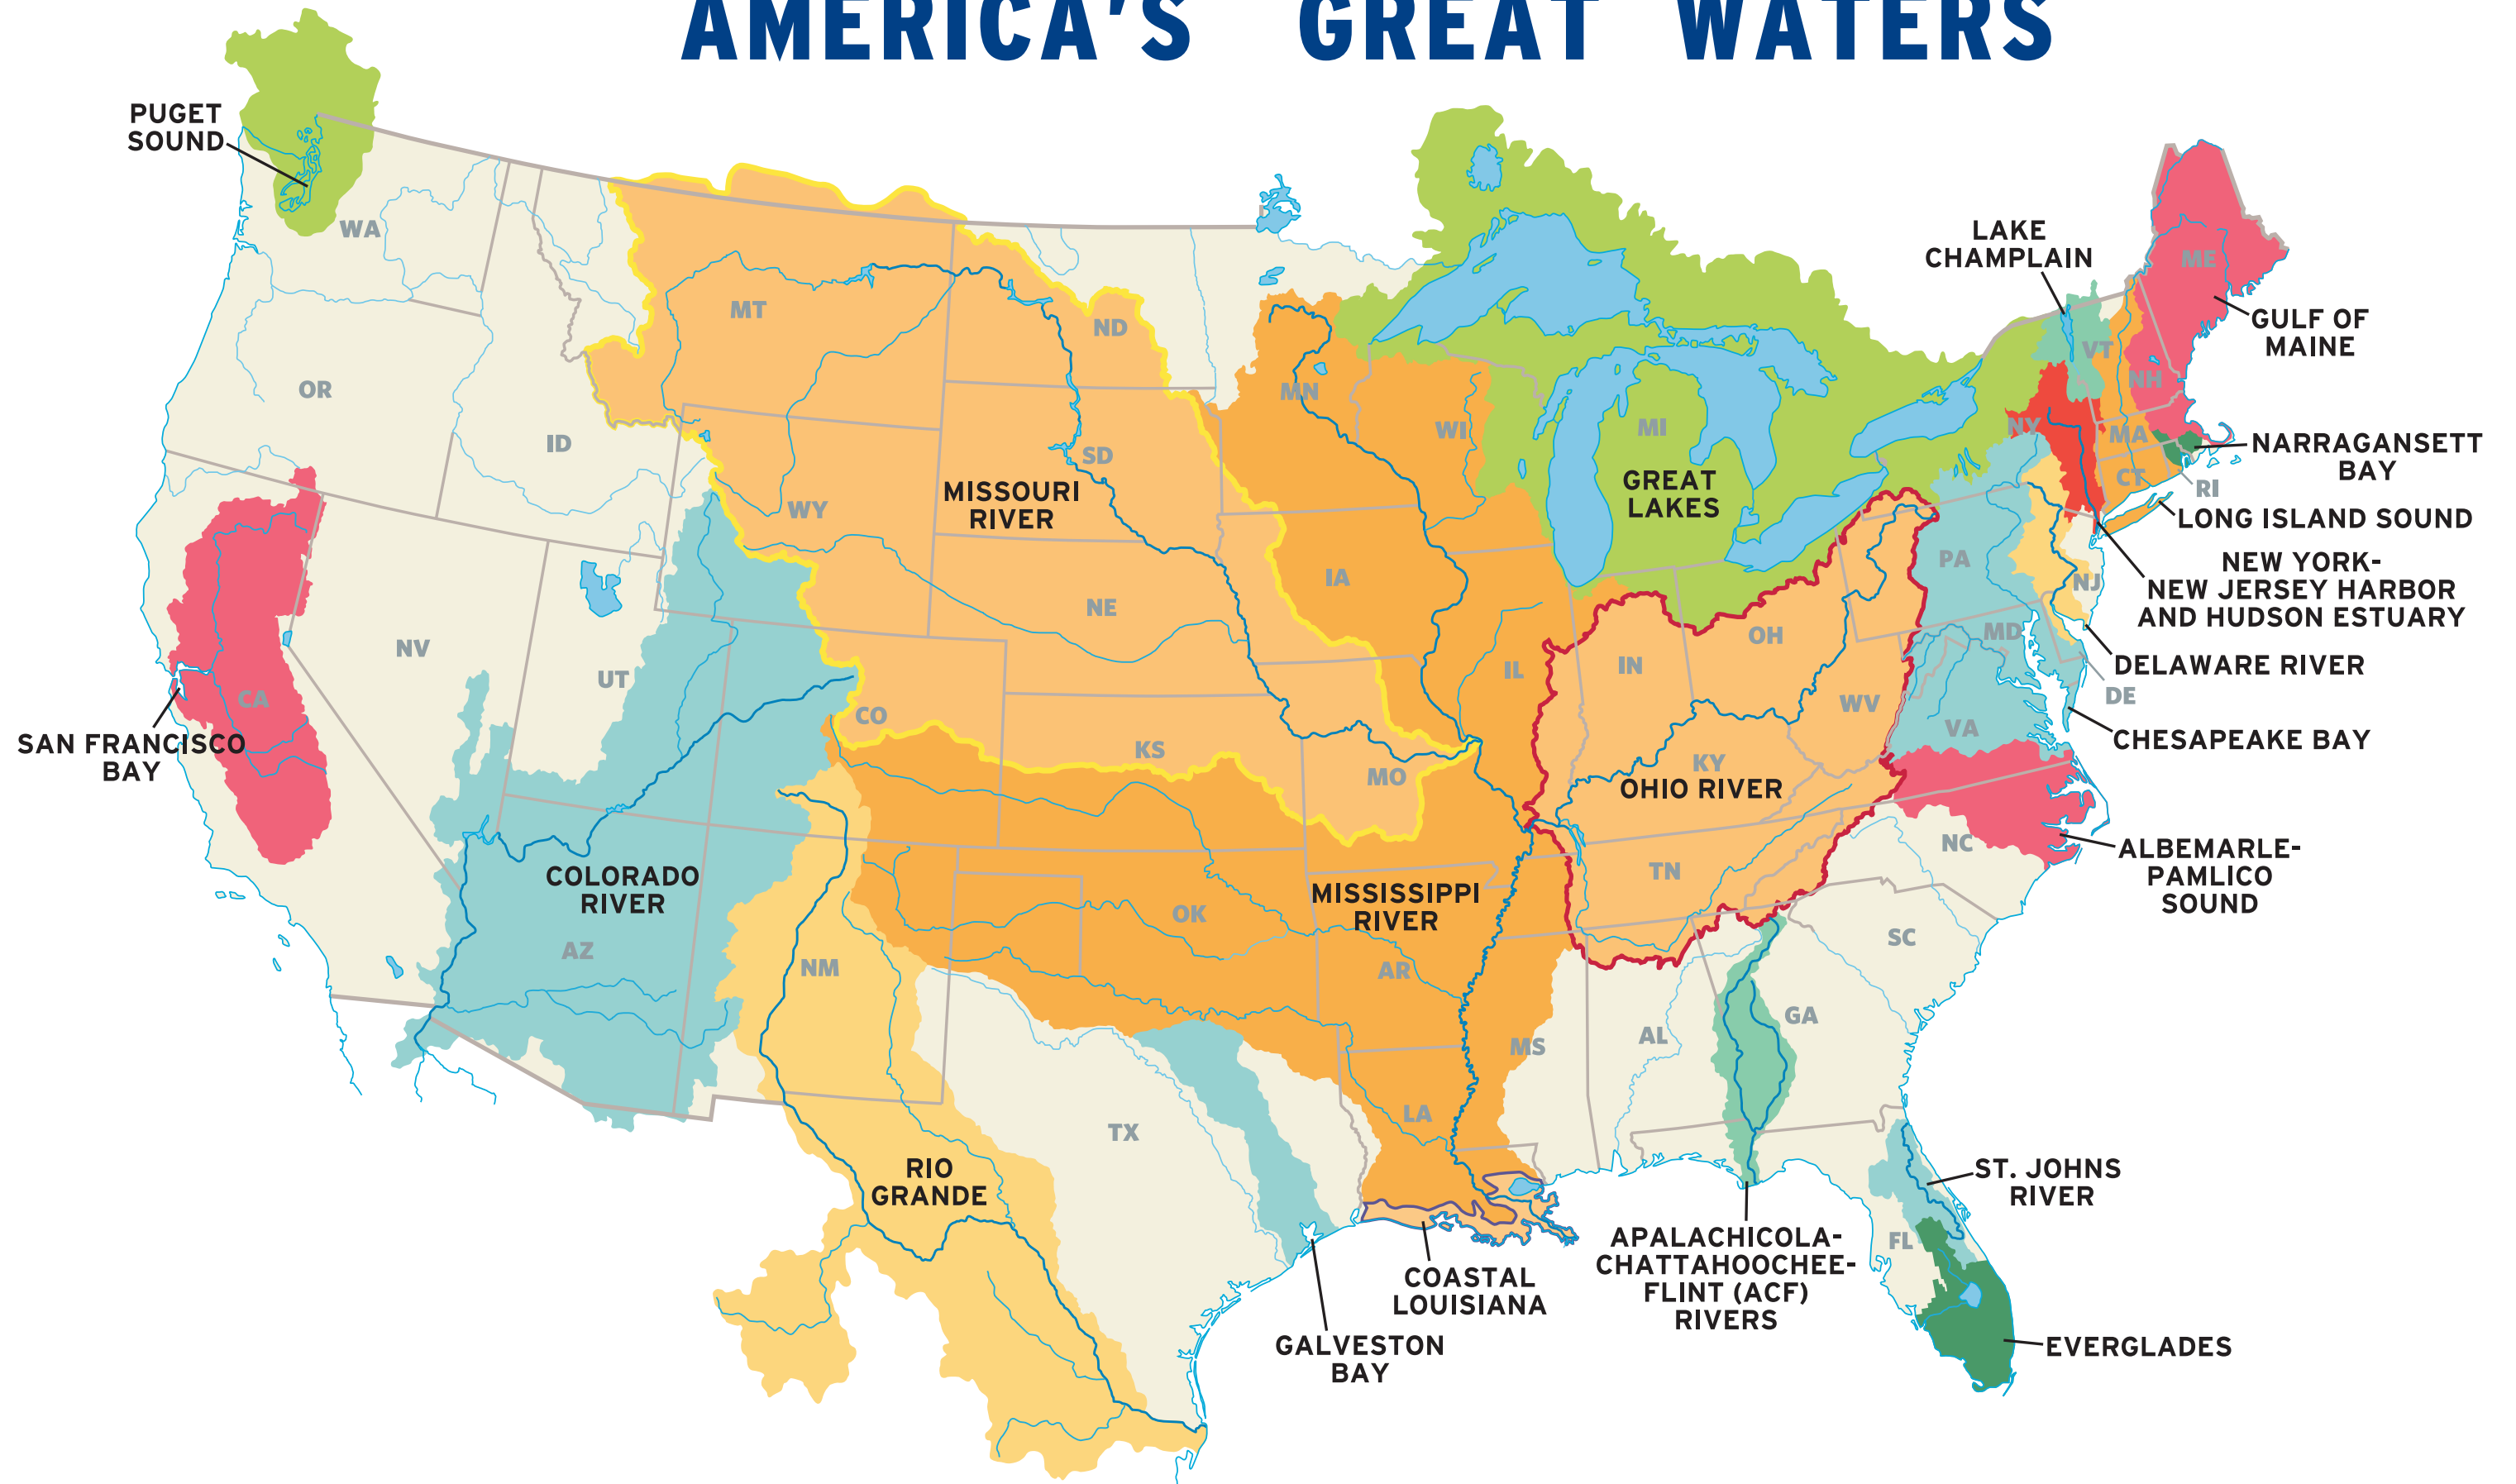 AMERICA'S GREAT WATERS
PUGET
SOUND
WA
OR
ID
MT
ND
MN
WI
MI
SD
WY
MISSOURI
RIVER
NE
IA
GREAT
LAKES
LAKE
CHAMPLAIN
ME
GULF OF
MAINE
VT
NH
NY
MA
CT
RI
NARRAGANSETT
BAY
LONG ISLAND SOUND
NEW YORK-
NEW JERSEY HARBOR
AND HUDSON ESTUARY
PA
NJ
DELAWARE RIVER
MD
DE
CHESAPEAKE BAY
VA
WV
OH
IN
IL
KY
OHIO RIVER
NV
UT
CO
KS
MO
CA
SAN FRANCISCO
BAY
COLORADO
RIVER
AZ
NM
OK
MISSISSIPPI
RIVER
AR
TN
NC
ALBEMARLE-
PAMLICO
SOUND
SC
GA
AL
MS
LA
TX
RIO
GRANDE
ST. JOHNS
RIVER
FL
APALACHICOLA-
CHATTAHOOCHEE-
FLINT (ACF)
RIVERS
COASTAL
LOUISIANA
GALVESTON
BAY
EVERGLADES